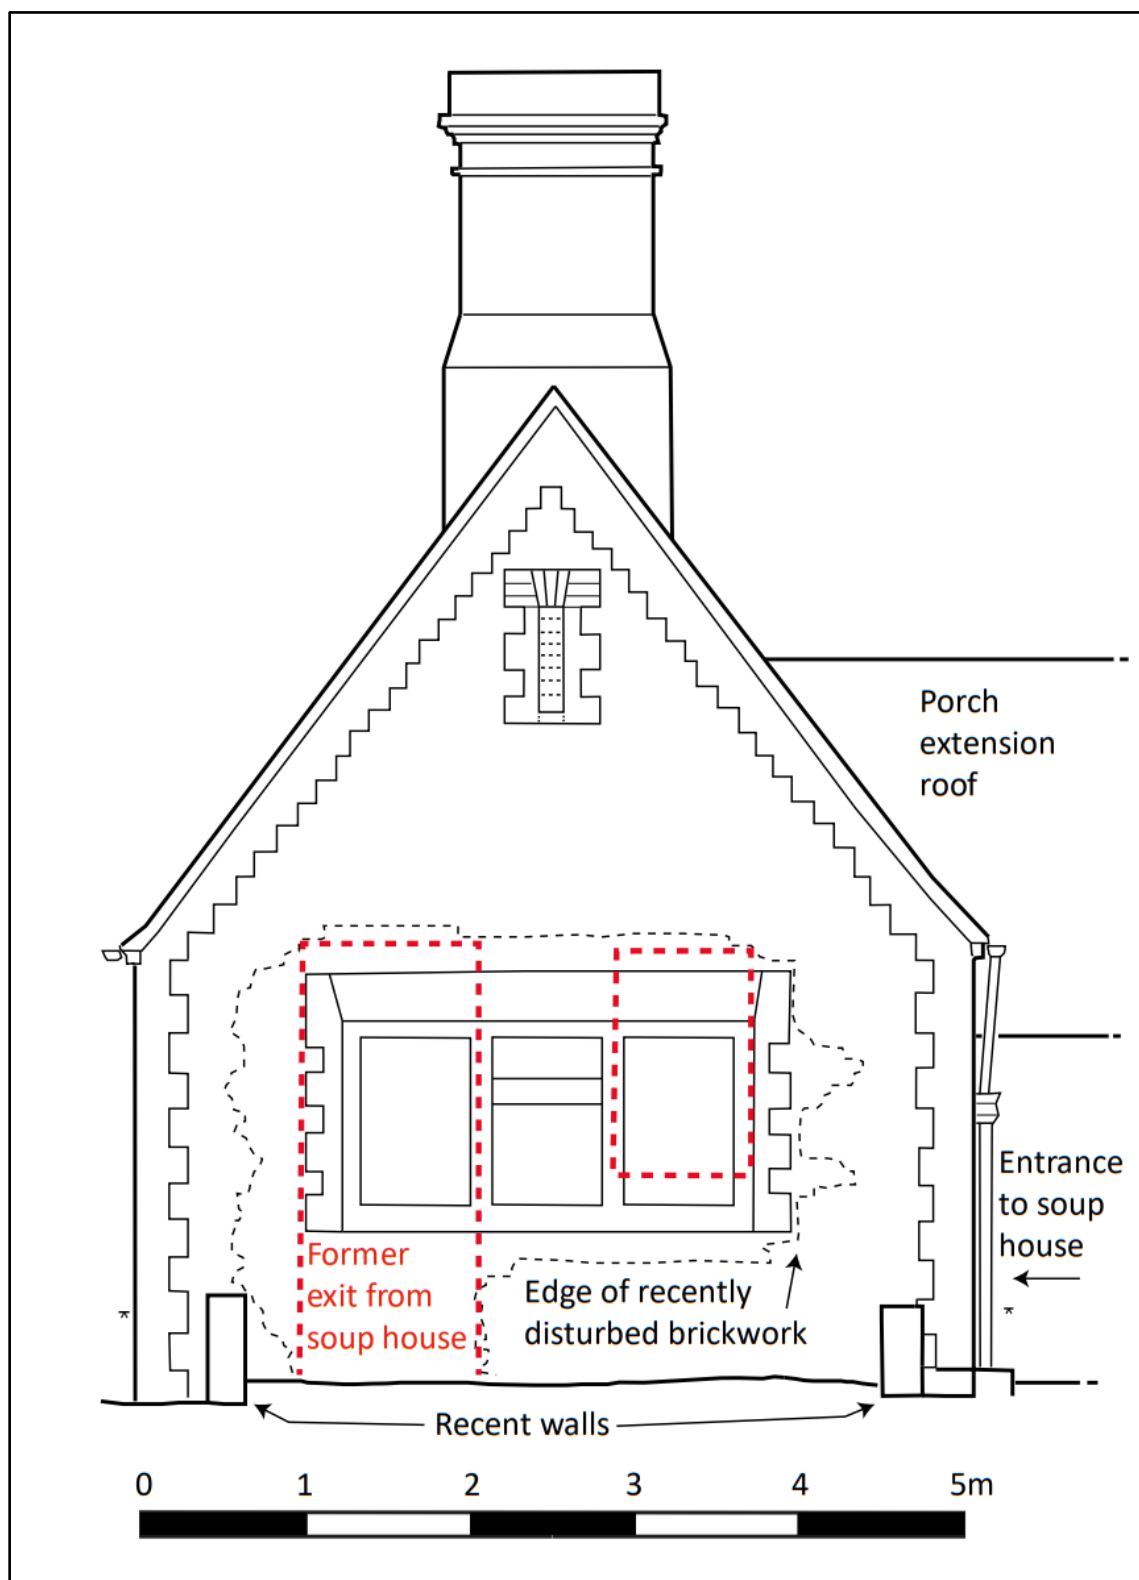 Porch
extension
roof
Entrance
to soup
house
Former
exit from
soup house
Edge of recently
disturbed brickwork
Recent walls
0 1 2 3 4 5m